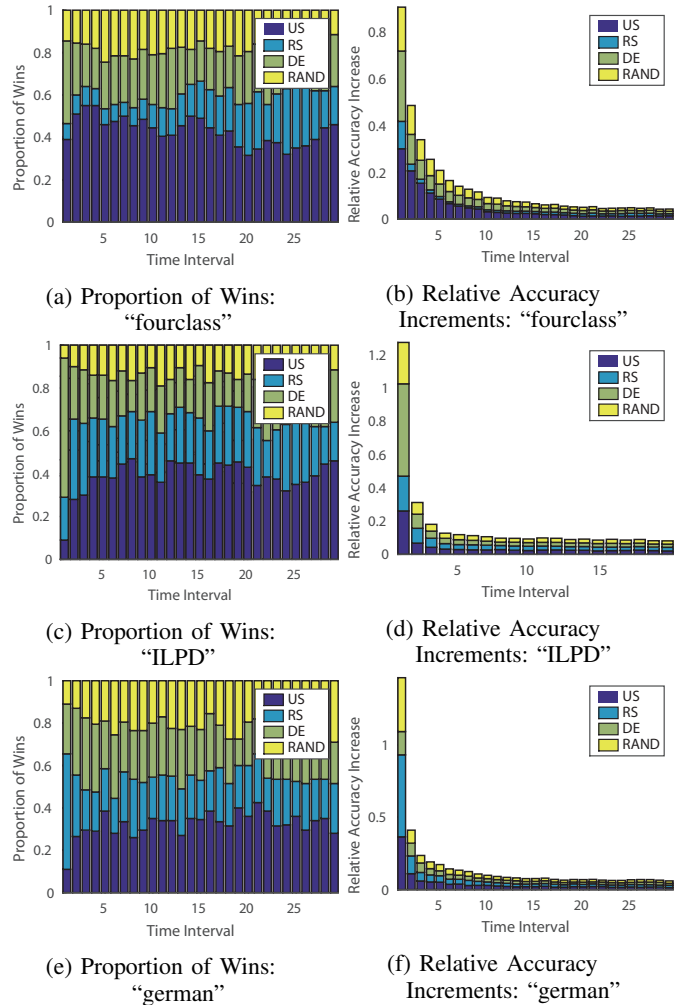 1
0.8
0.6
0.4
0.2
0
Proportion of Wins
5 10 15 20 25
Time Interval
US
RS
DE
RAND
(a) Proportion of Wins:
“fourclass”
0.8
0.6
0.4
0.2
0
Relative Accuracy Increase
5 10 15 20 25
Time Interval
US
RS
DE
RAND
(b) Relative Accuracy
Increments: “fourclass”
1
0.8
0.6
0.4
0.2
0
Proportion of Wins
5 10 15 20 25
Time Interval
US
RS
DE
RAND
(c) Proportion of Wins:
“ILPD”
1.2
1
0.8
0.6
0.4
0.2
0
Relative Accuracy Increase
5 10 15
Time Interval
US
RS
DE
RAND
(d) Relative Accuracy
Increments: “ILPD”
1
0.8
0.6
0.4
0.2
0
Proportion of Wins
5 10 15 20 25
Time Interval
US
RS
DE
RAND
(e) Proportion of Wins:
“german”
1
0.5
0
Relative Accuracy Increase
5 10 15 20 25
Time Interval
US
RS
DE
RAND
(f) Relative Accuracy
Increments: “german”